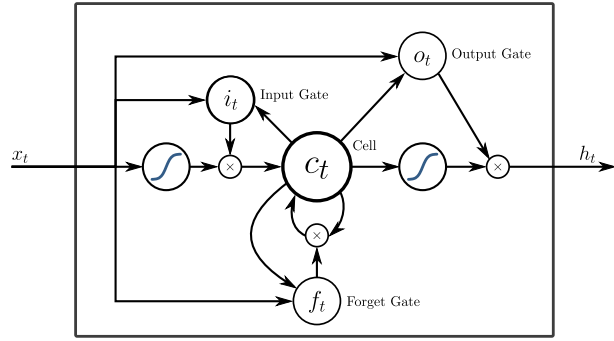 o_t Output Gate
i_t Input Gate
Cell
x_t
×
c_t
×
h_t
×
f_t Forget Gate